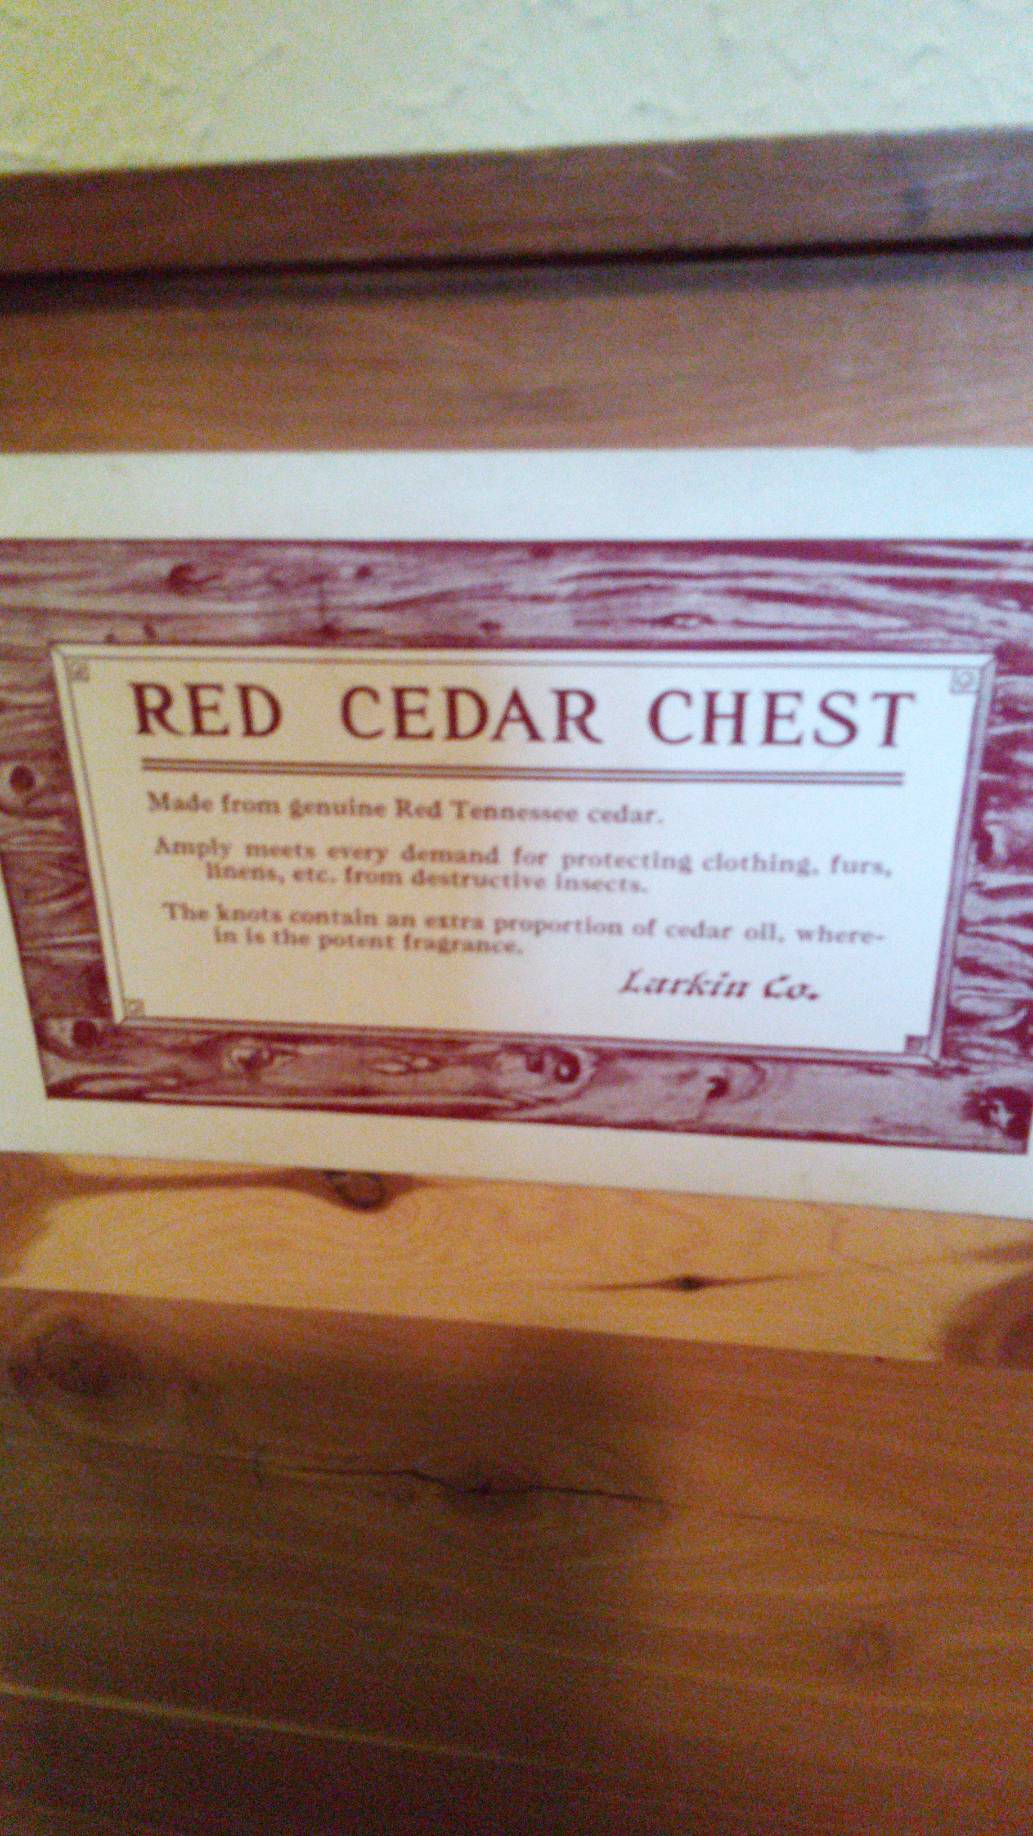 RED CEDAR CHEST
Made from genuine Red Tennessee cedar.
Amply meets every demand for protecting clothing, furs,
linens, etc. from destructive insects.
The knots contain an extra proportion of cedar oil, where-
in is the potent fragrance.
Larkin Co.